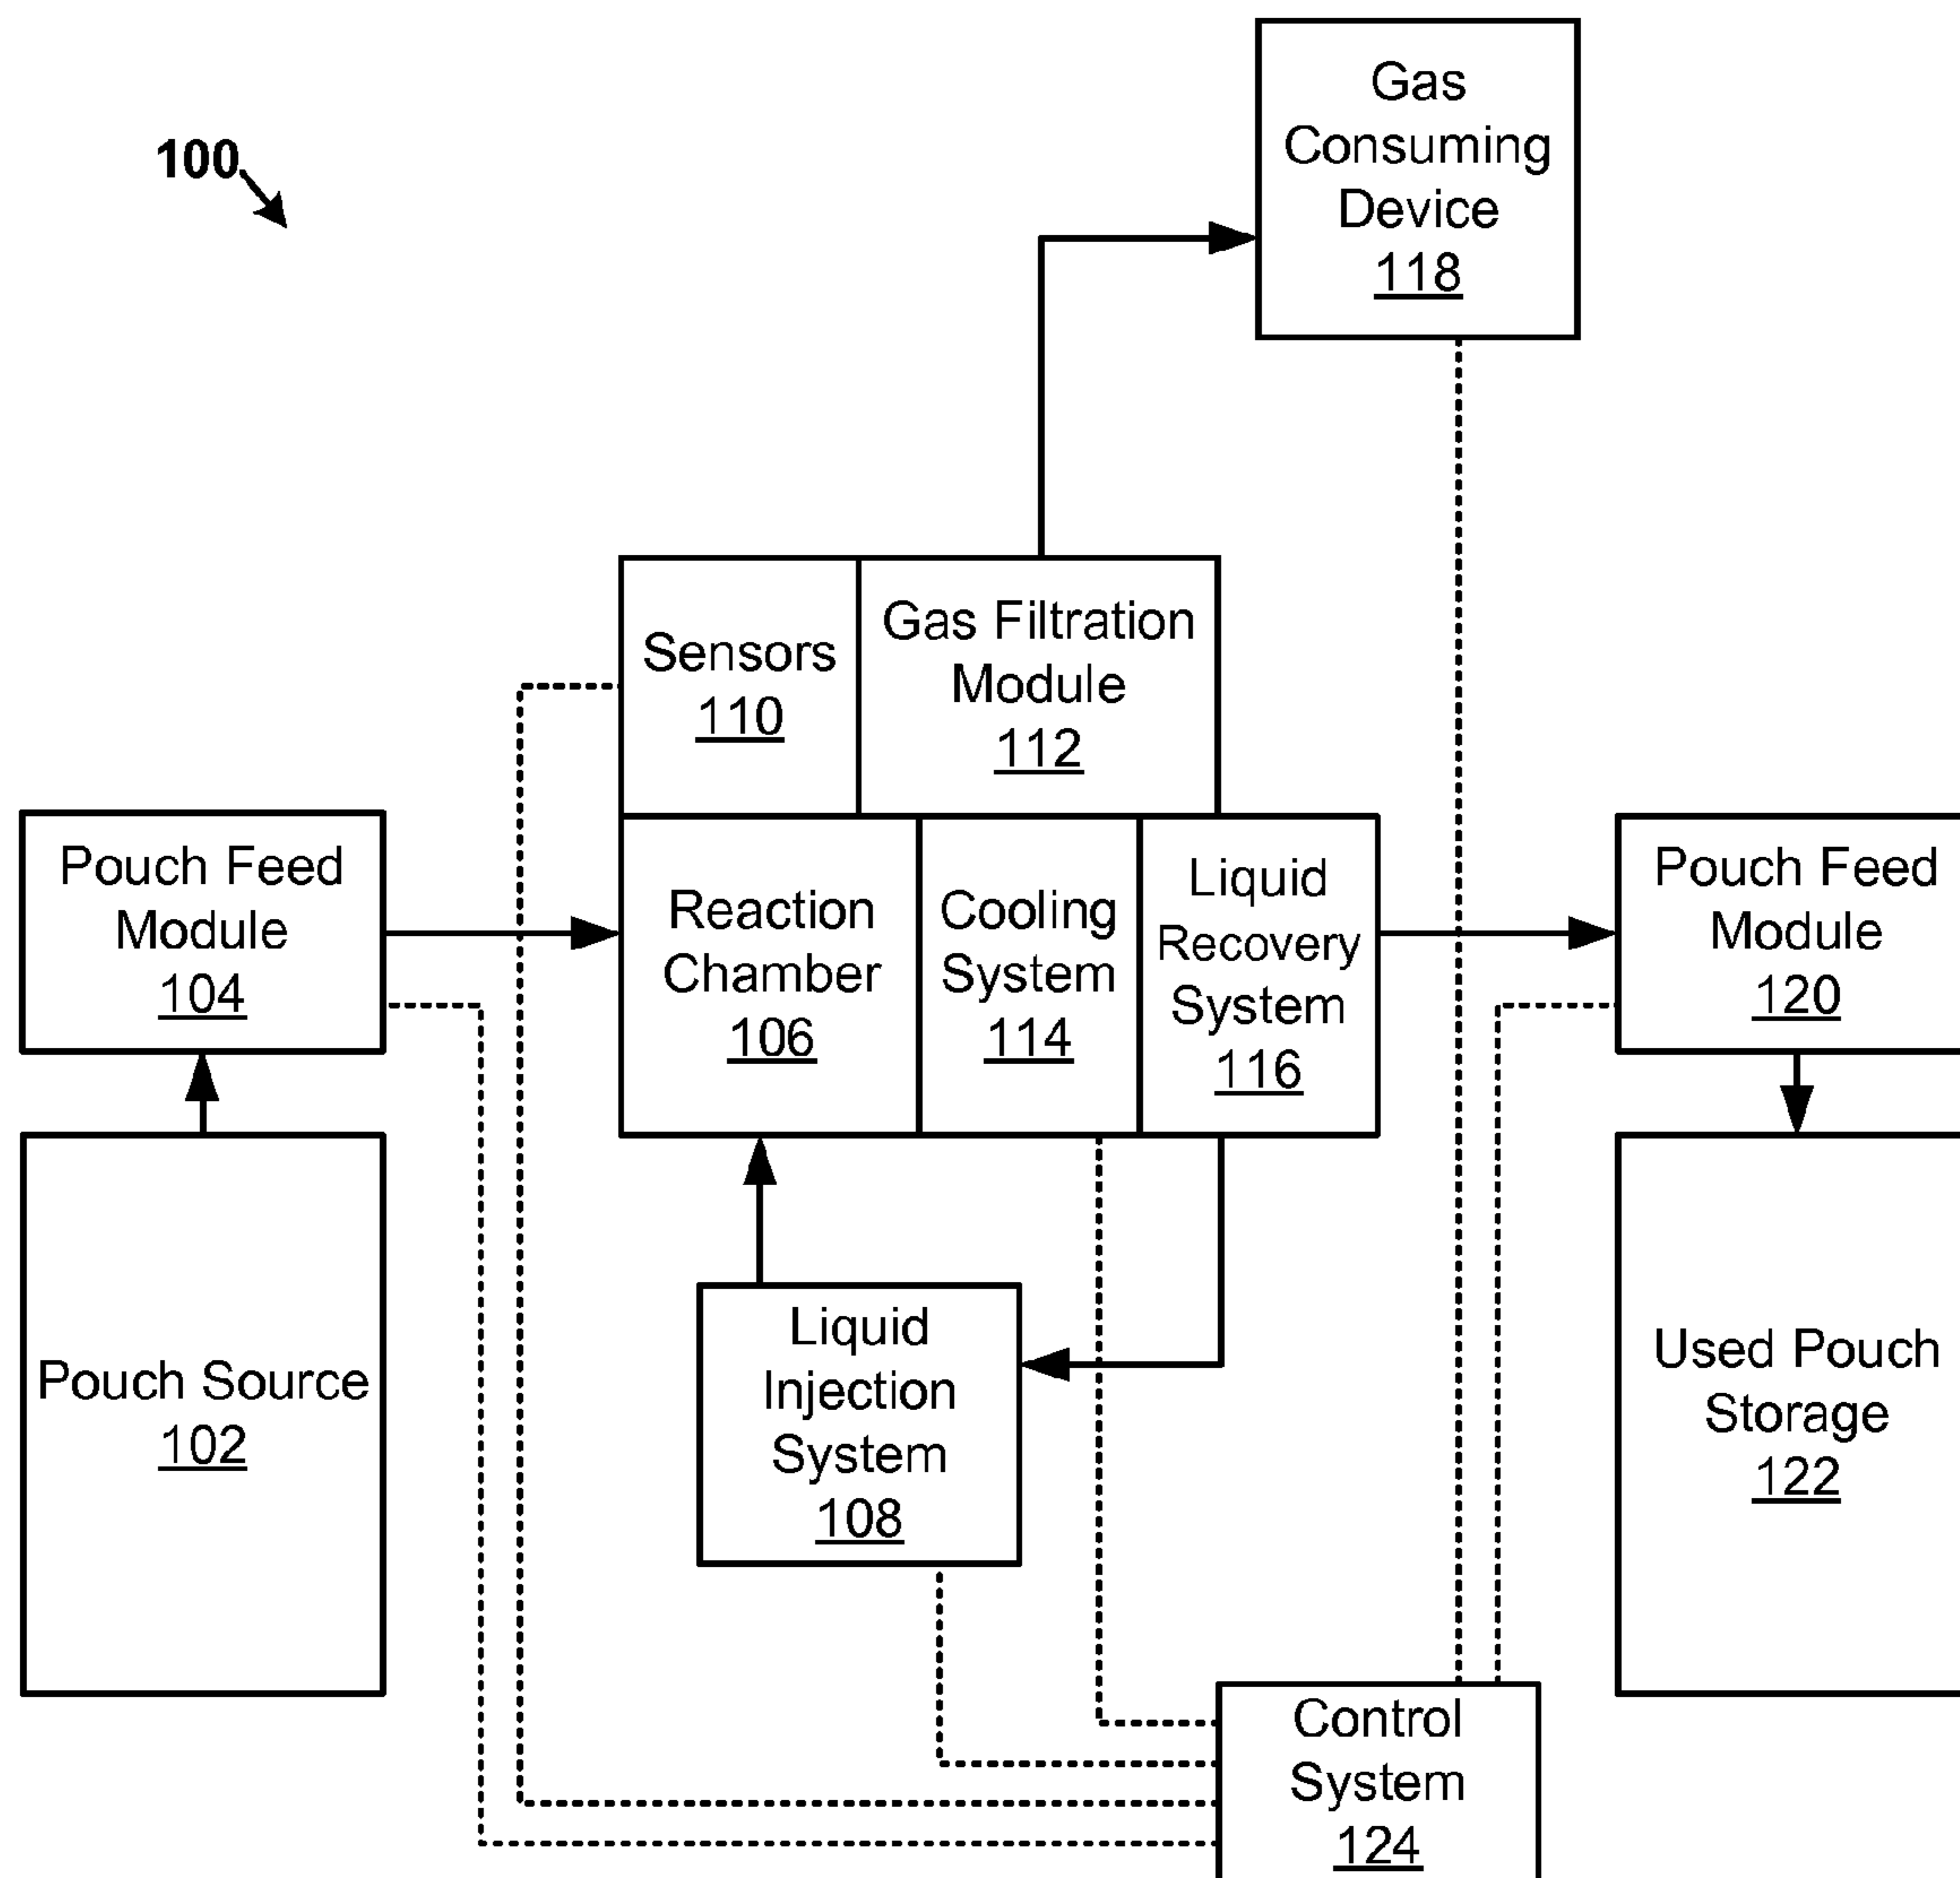 100
Gas
Consuming
Device
118
Sensors
110
Gas Filtration
Module
112
Pouch Feed
Module
104
Reaction
Chamber
106
Cooling
System
114
Liquid
Recovery
System
116
Pouch Feed
Module
120
Pouch Source
102
Liquid
Injection
System
108
Used Pouch
Storage
122
Control
System
124